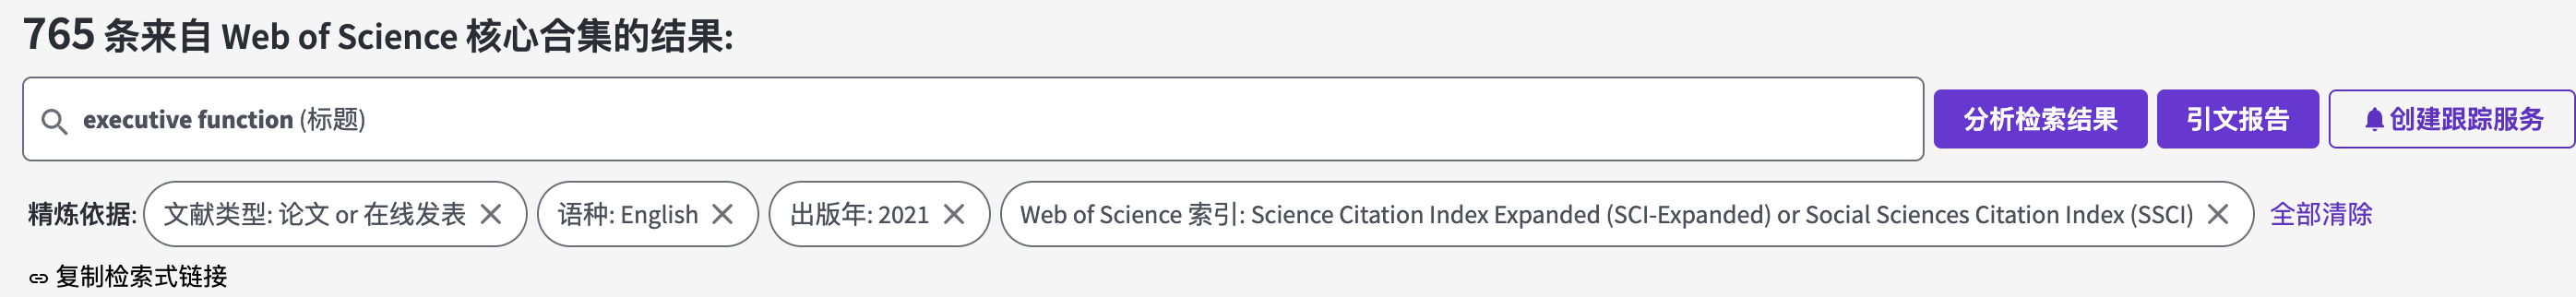 765 条来自 Web of Science 核心合集的结果:
executive function (标题)
分析检索结果
引文报告
创建跟踪服务
精炼依据: 文献类型: 论文 or 在线发表 语种: English 出版年: 2021 Web of Science 索引: Science Citation Index Expanded (SCI-Expanded) or Social Sciences Citation Index (SSCI) 全部清除
复制检索式链接